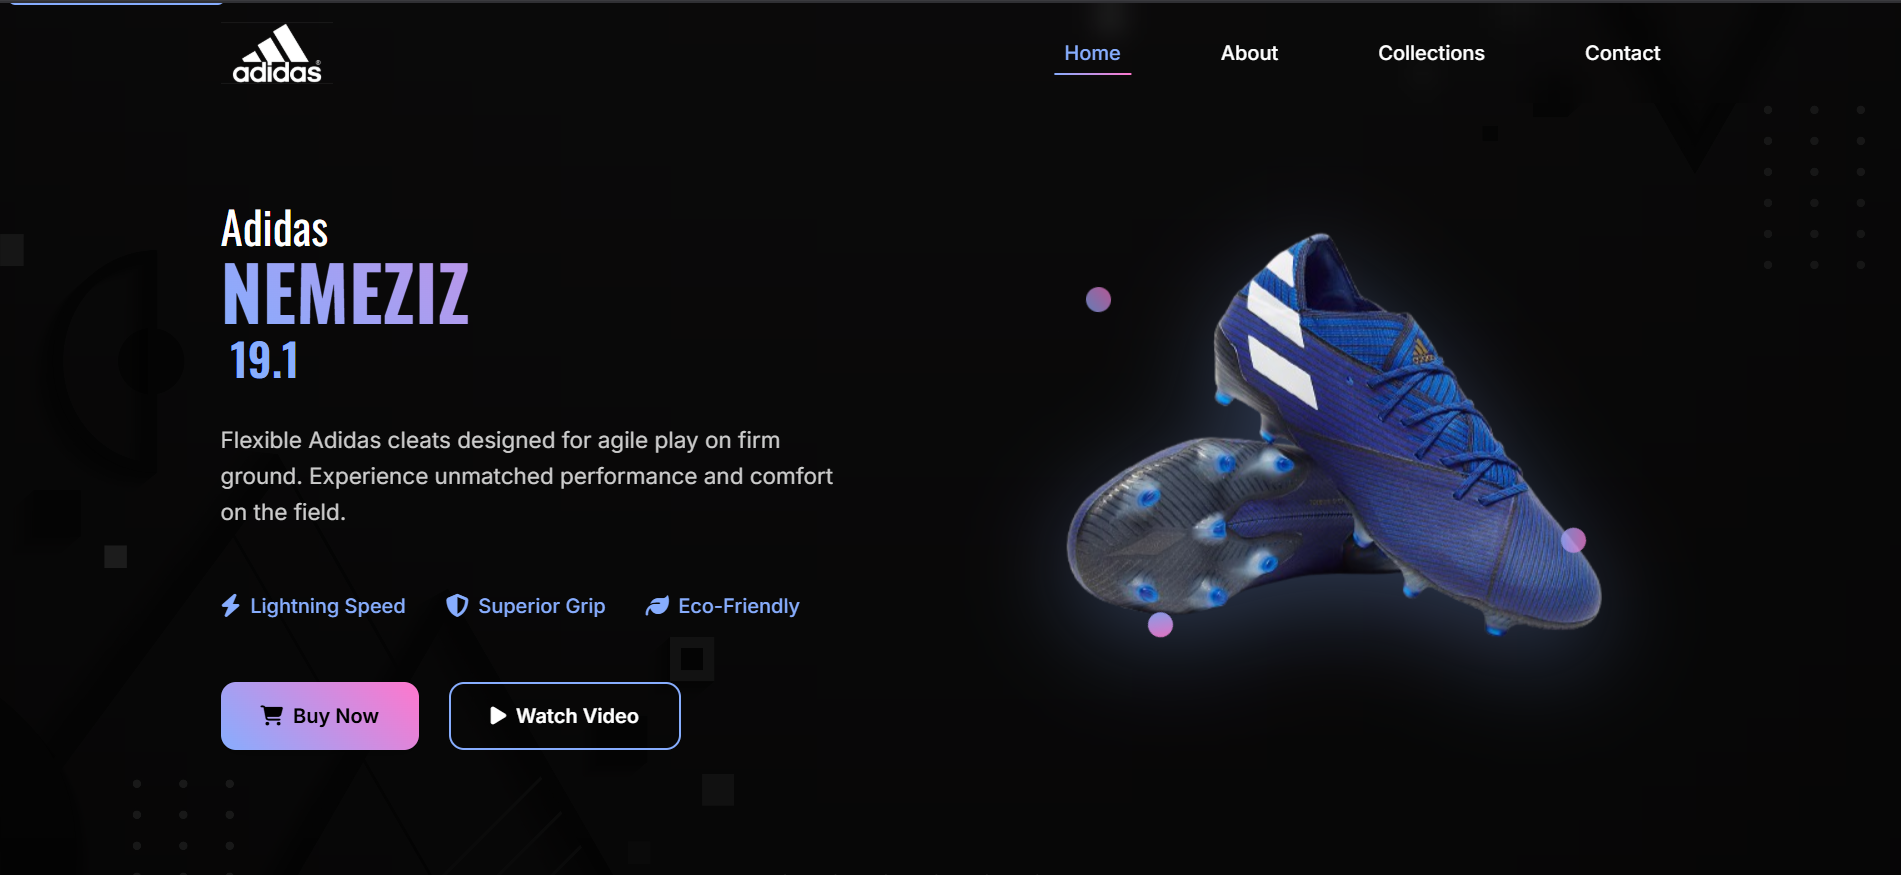 adidas
Home About Collections Contact
Adidas
NEMEZIZ
19.1
Flexible Adidas cleats designed for agile play on firm
ground. Experience unmatched performance and comfort
on the field.
Lightning Speed Superior Grip Eco-Friendly
Buy Now Watch Video